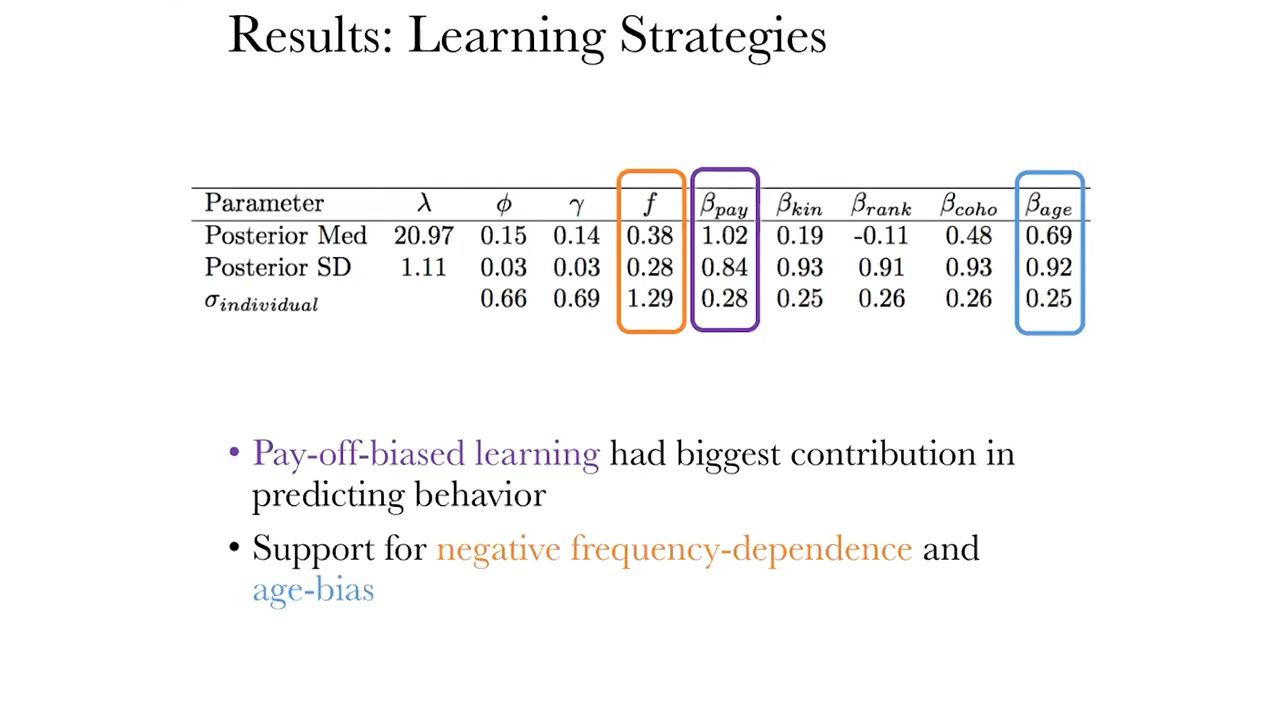 Results: Learning Strategies
Parameter λ ϕ γ f βpay βkin βrank βcoho βage
Posterior Med 20.97 0.15 0.14 0.38 1.02 0.19 -0.11 0.48 0.69
Posterior SD 1.11 0.03 0.03 0.28 0.84 0.93 0.91 0.93 0.92
σindividual 0.66 0.69 1.29 0.28 0.25 0.26 0.26 0.25
• Pay-off-biased learning had biggest contribution in
predicting behavior
• Support for negative frequency-dependence and
age-bias